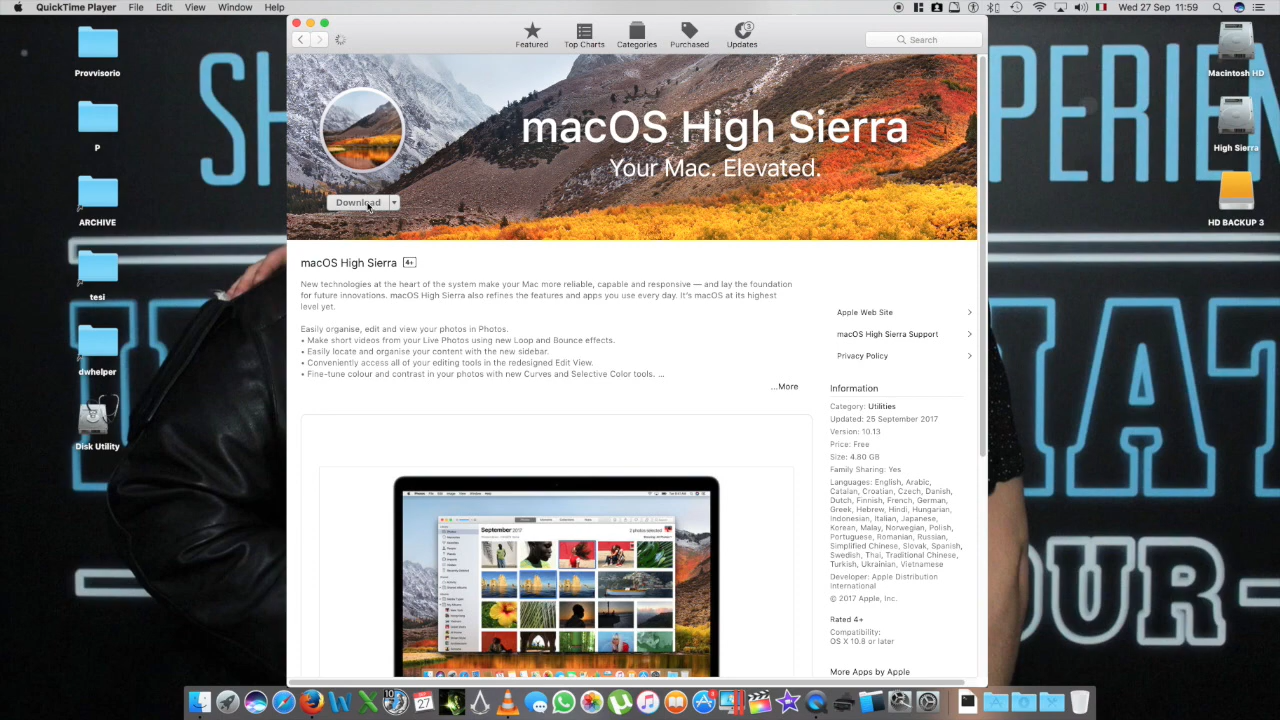 QuickTime Player File Edit View Window Help
Wed 27 Sep 11:59
Featured Top Charts Categories Purchased Updates
3
Search
macOS High Sierra
Your Mac. Elevated.
Download
macOS High Sierra 4+
New technologies at the heart of the system make your Mac more reliable, capable and responsive — and lay the foundation
for future innovations. macOS High Sierra also refines the features and apps you use every day. It's macOS at its highest
level yet.
Easily organise, edit and view your photos in Photos.
• Make short videos from your Live Photos using new Loop and Bounce effects.
• Easily locate and organise your content with the new sidebar.
• Conveniently access all of your editing tools in the redesigned Edit View.
• Fine-tune colour and contrast in your photos with new Curves and Selective Color tools. ...
...More
Apple Web Site
macOS High Sierra Support
Privacy Policy
Information
Category: Utilities
Updated: 25 September 2017
Version: 10.13
Price: Free
Size: 4.80 GB
Family Sharing: Yes
Languages: English, Arabic,
Catalan, Croatian, Czech, Danish,
Dutch, Finnish, French, German,
Greek, Hebrew, Hindi, Hungarian,
Indonesian, Italian, Japanese,
Korean, Malay, Norwegian, Polish,
Portuguese, Romanian, Russian,
Simplified Chinese, Slovak, Spanish,
Swedish, Thai, Traditional Chinese,
Turkish, Ukrainian, Vietnamese
Developer: Apple Distribution
International
© 2017 Apple, Inc.
Rated 4+
Compatibility:
OS X 10.8 or later
More Apps by Apple
September 2017
Provvisorio
P
ARCHIVE
tesi
dwhelper
Disk Utility
Macintosh HD
High Sierra
HD BACKUP 3